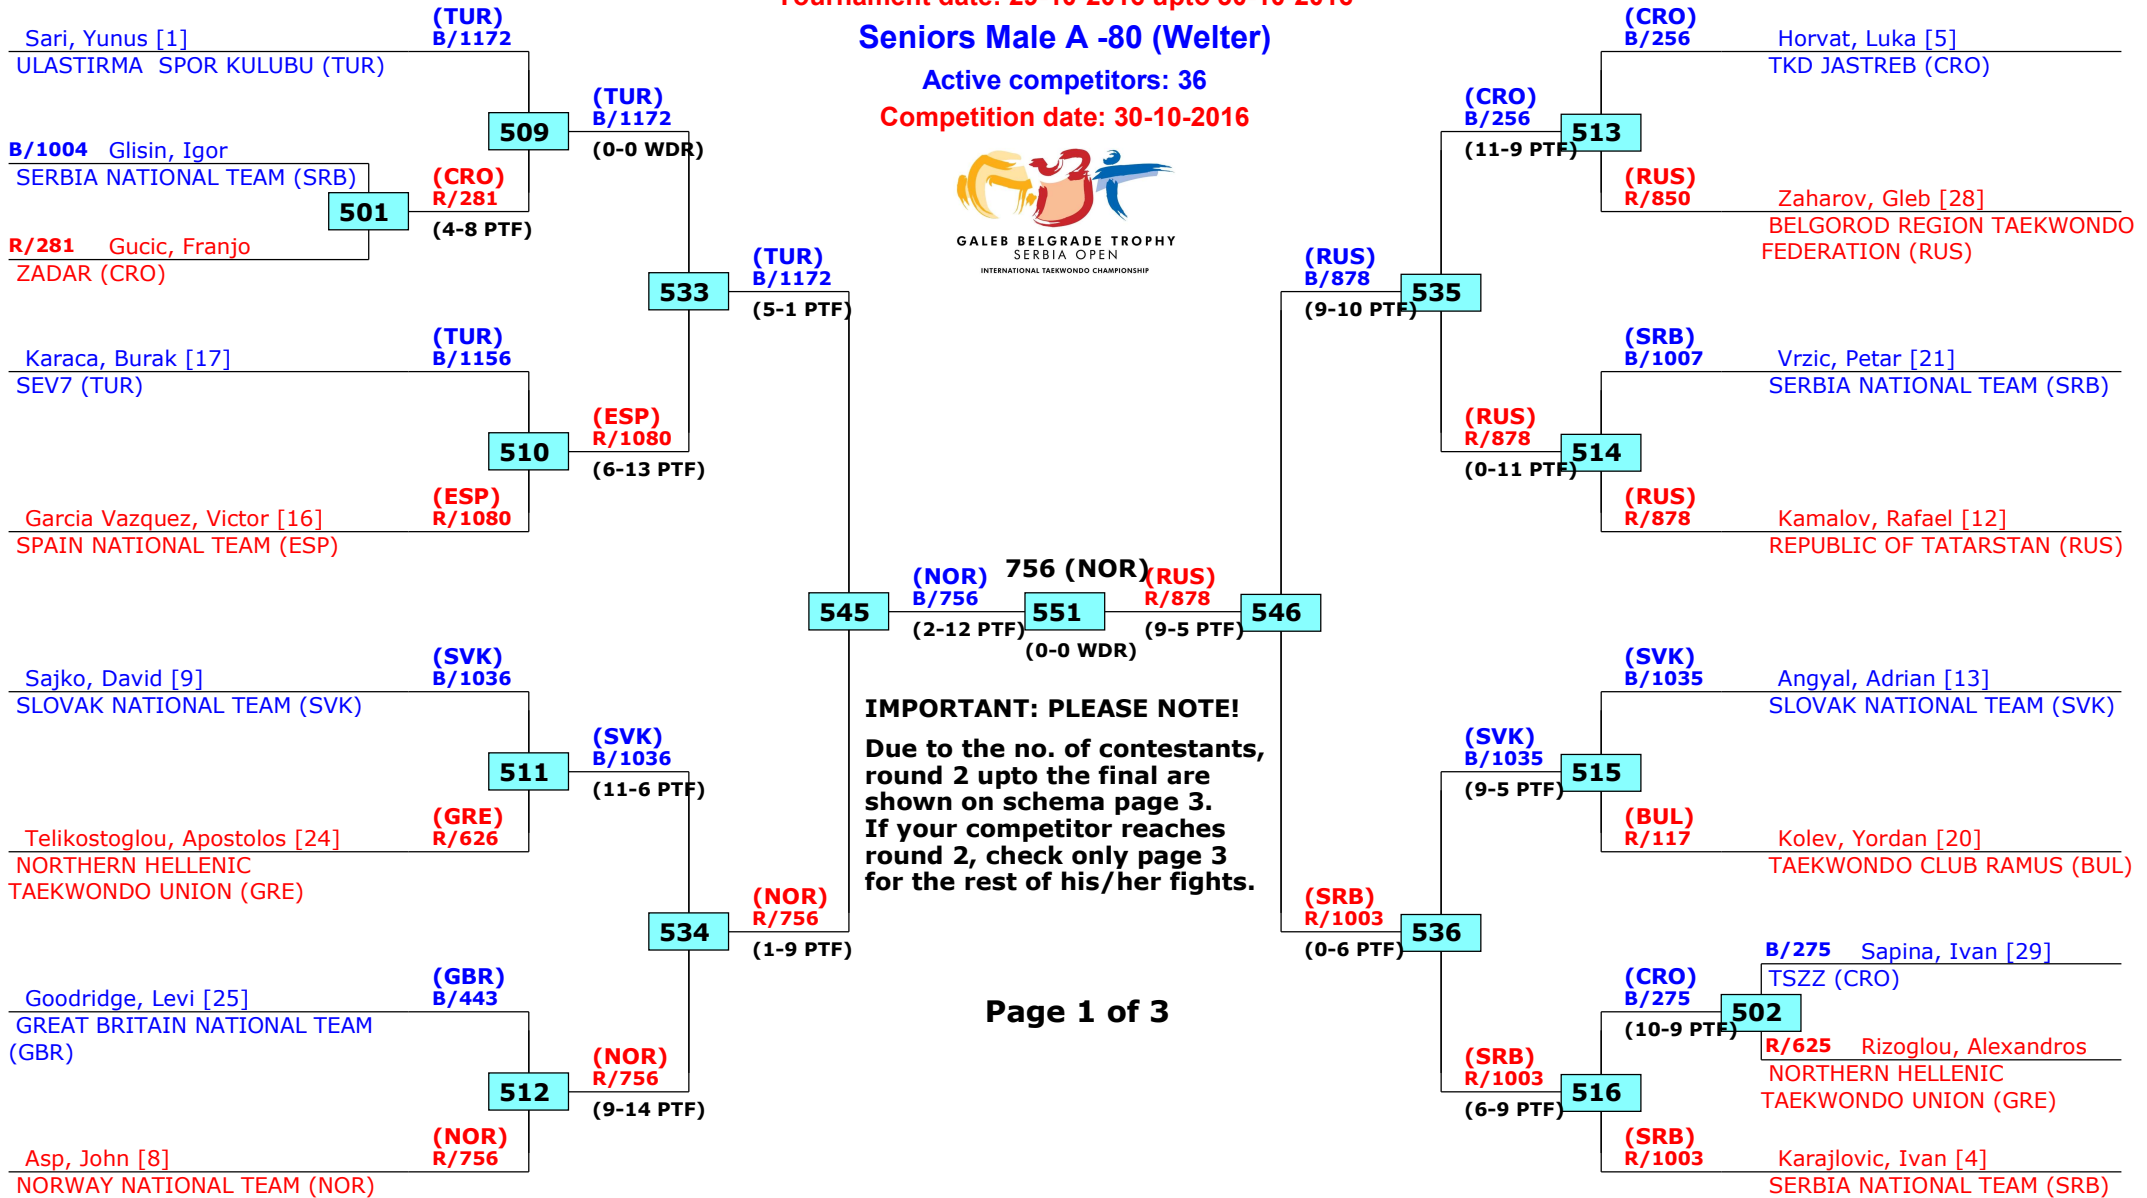 Tournament date: 29-10-2016 upto 30-10-2016
Seniors Male A -80 (Welter)
Active competitors: 36
Competition date: 30-10-2016
GALEB BELGRADE TROPHY
SERBIA OPEN
INTERNATIONAL TAEKWONDO CHAMPIONSHIP
(TUR)
Sari, Yunus [1] B/1172
ULASTIRMA SPOR KULUBU (TUR)
(TUR)
B/1172
509
(0-0 WDR)
B/1004 Glisin, Igor
SERBIA NATIONAL TEAM (SRB)
(CRO)
R/281
501
(4-8 PTF)
R/281 Gucic, Franjo
ZADAR (CRO)
(TUR)
B/1172
533
(5-1 PTF)
(TUR)
Karaca, Burak [17] B/1156
SEV7 (TUR)
(ESP)
R/1080
510
(6-13 PTF)
(ESP)
Garcia Vazquez, Victor [16] R/1080
SPAIN NATIONAL TEAM (ESP)
545
(NOR)
B/756
(2-12 PTF)
756 (NOR)
551
(0-0 WDR)
(RUS)
R/878
(9-5 PTF)
546
(SVK)
Sajko, David [9] B/1036
SLOVAK NATIONAL TEAM (SVK)
(SVK)
B/1036
511
(11-6 PTF)
(GRE)
Telikostoglou, Apostolos [24] R/626
NORTHERN HELLENIC
TAEKWONDO UNION (GRE)
(NOR)
R/756
534
(1-9 PTF)
(GBR)
Goodridge, Levi [25] B/443
GREAT BRITAIN NATIONAL TEAM
(GBR)
(NOR)
R/756
512
(9-14 PTF)
(NOR)
Asp, John [8] R/756
NORWAY NATIONAL TEAM (NOR)
IMPORTANT: PLEASE NOTE!
Due to the no. of contestants,
round 2 upto the final are
shown on schema page 3.
If your competitor reaches
round 2, check only page 3
for the rest of his/her fights.
Page 1 of 3
(CRO)
B/256 Horvat, Luka [5]
TKD JASTREB (CRO)
(CRO)
B/256
513
(11-9 PTF)
(RUS)
R/850 Zaharov, Gleb [28]
BELGOROD REGION TAEKWONDO
FEDERATION (RUS)
(RUS)
B/878
535
(9-10 PTF)
(SRB)
B/1007 Vrzic, Petar [21]
SERBIA NATIONAL TEAM (SRB)
(RUS)
R/878
514
(0-11 PTF)
(RUS)
R/878 Kamalov, Rafael [12]
REPUBLIC OF TATARSTAN (RUS)
(SVK)
B/1035 Angyal, Adrian [13]
SLOVAK NATIONAL TEAM (SVK)
(SVK)
B/1035
515
(9-5 PTF)
(BUL)
R/117 Kolev, Yordan [20]
TAEKWONDO CLUB RAMUS (BUL)
(SRB)
R/1003
536
(0-6 PTF)
B/275 Sapina, Ivan [29]
TSZZ (CRO)
(CRO)
B/275
502
(10-9 PTF)
R/625 Rizoglou, Alexandros
NORTHERN HELLENIC
TAEKWONDO UNION (GRE)
(SRB)
R/1003
516
(6-9 PTF)
(SRB)
R/1003 Karajlovic, Ivan [4]
SERBIA NATIONAL TEAM (SRB)